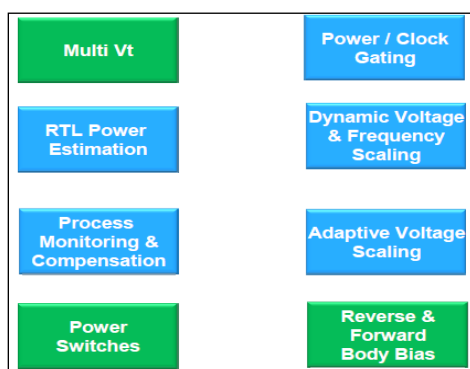 Multi Vt
Power / Clock
Gating
RTL Power
Estimation
Dynamic Voltage
& Frequency
Scaling
Process
Monitoring &
Compensation
Adaptive Voltage
Scaling
Power
Switches
Reverse &
Forward
Body Bias